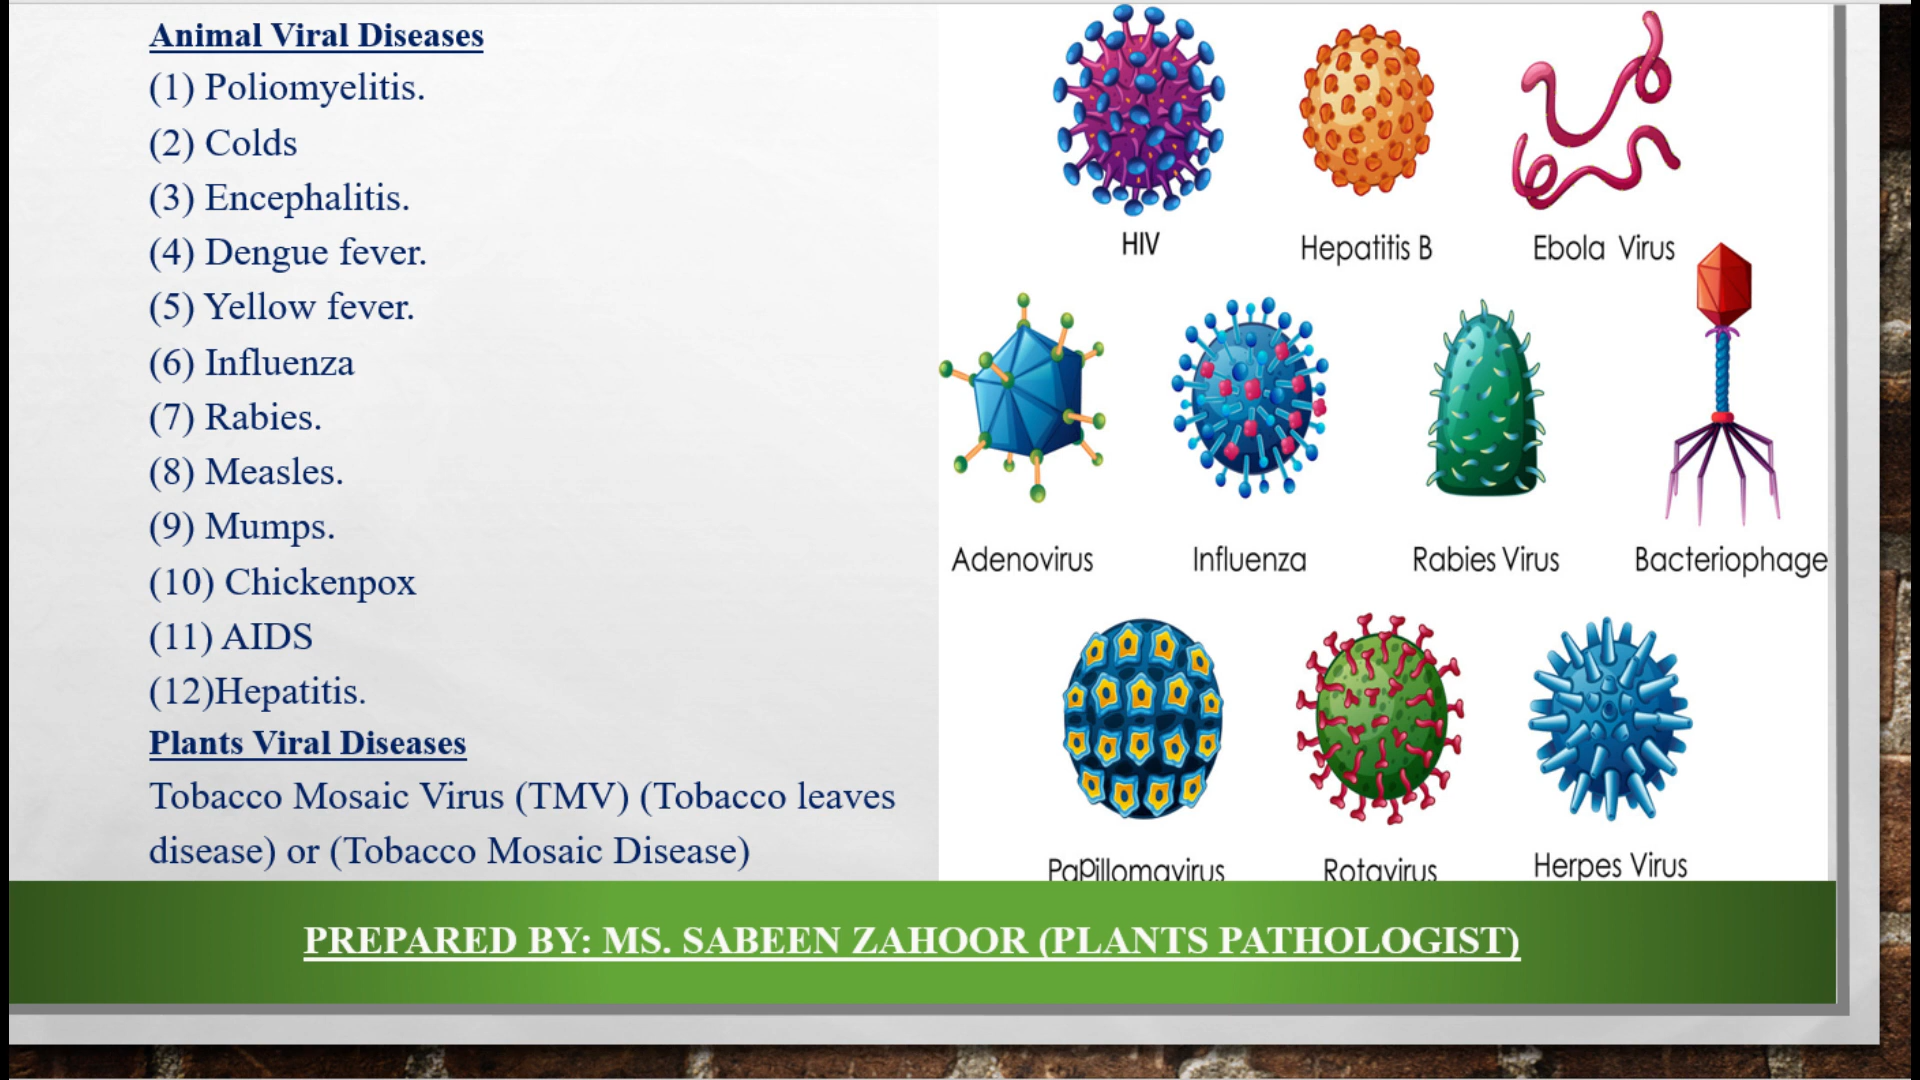 Animal Viral Diseases
(1) Poliomyelitis.
(2) Colds
(3) Encephalitis.
(4) Dengue fever.
(5) Yellow fever.
(6) Influenza
(7) Rabies.
(8) Measles.
(9) Mumps.
(10) Chickenpox
(11) AIDS
(12)Hepatitis.
Plants Viral Diseases
Tobacco Mosaic Virus (TMV) (Tobacco leaves
disease) or (Tobacco Mosaic Disease)
HIV
Hepatitis B
Ebola Virus
Adenovirus
Influenza
Rabies Virus
Bacteriophage
Papillomavirus
Rotavirus
Herpes Virus
PREPARED BY: MS. SABEEN ZAHOOR (PLANTS PATHOLOGIST)